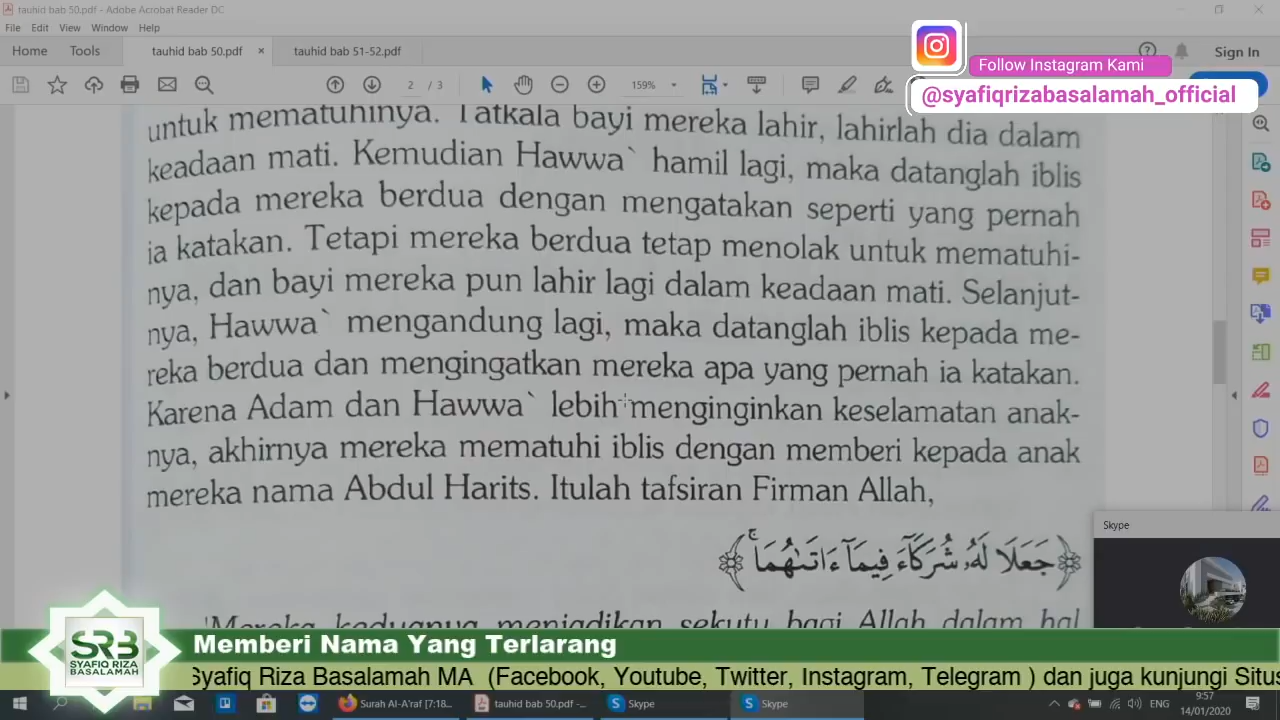 tauhid bab 50.pdf - Adobe Acrobat Reader DC
File Edit View Window Help
Home Tools tauhid bab 50.pdf × tauhid bab 51-52.pdf Sign In
2 / 3 159%
Follow Instagram Kami
@syafiqrizabasalamah_official
untuk mematuhinya. Tatkala bayi mereka lahir, lahirlah dia dalam
keadaan mati. Kemudian Hawwa` hamil lagi, maka datanglah iblis
kepada mereka berdua dengan mengatakan seperti yang pernah
ia katakan. Tetapi mereka berdua tetap menolak untuk mematuhi-
nya, dan bayi mereka pun lahir lagi dalam keadaan mati. Selanjut-
nya, Hawwa` mengandung lagi, maka datanglah iblis kepada me-
reka berdua dan mengingatkan mereka apa yang pernah ia katakan.
Karena Adam dan Hawwa` lebih menginginkan keselamatan anak-
nya, akhirnya mereka mematuhi iblis dengan memberi kepada anak
mereka nama Abdul Harits. Itulah tafsiran Firman Allah,
﴿جَعَلَا لَهُۥ شُرَكَآءَ فِيمَآ ءَاتَىٰهُمَا ۚ﴾
Skype
'Mereka keduanya menjadikan sekutu bagi Allah dalam hal
SRB
SYAFIQ RIZA
BASALAMAH
Memberi Nama Yang Terlarang
Syafiq Riza Basalamah MA (Facebook, Youtube, Twitter, Instagram, Telegram ) dan juga kunjungi Situs
Surah Al-A'raf [7:18... tauhid bab 50.pdf -... Skype Skype
ENG
9:57
14/01/2020